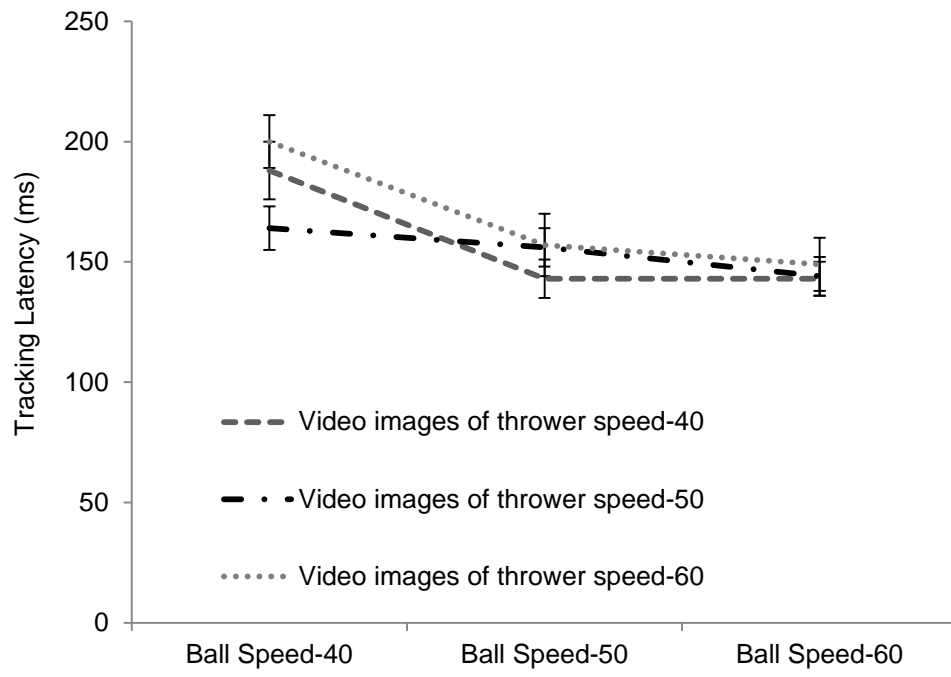 250
200
150
100
50
0
Tracking Latency (ms)
Video images of thrower speed-40
Video images of thrower speed-50
Video images of thrower speed-60
Ball Speed-40 Ball Speed-50 Ball Speed-60